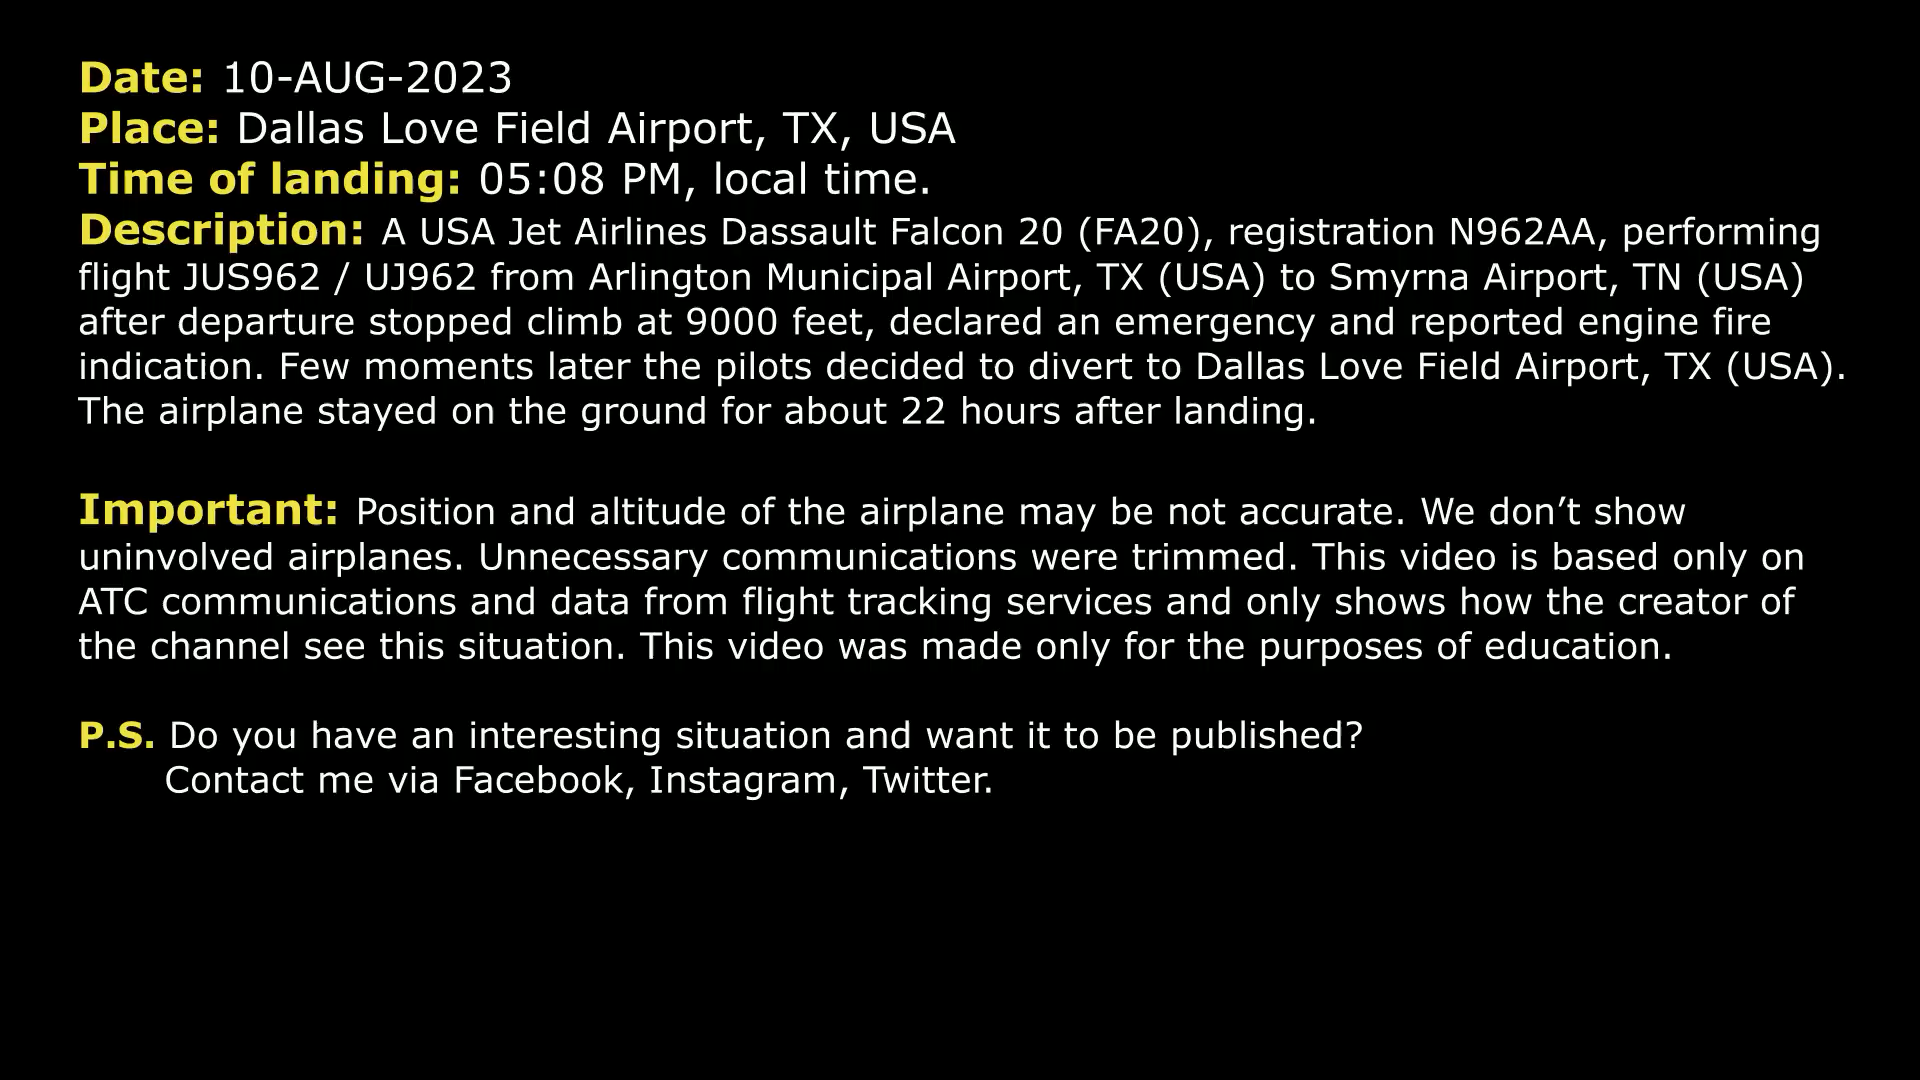 Date: 10-AUG-2023
Place: Dallas Love Field Airport, TX, USA
Time of landing: 05:08 PM, local time.
Description: A USA Jet Airlines Dassault Falcon 20 (FA20), registration N962AA, performing
flight JUS962 / UJ962 from Arlington Municipal Airport, TX (USA) to Smyrna Airport, TN (USA)
after departure stopped climb at 9000 feet, declared an emergency and reported engine fire
indication. Few moments later the pilots decided to divert to Dallas Love Field Airport, TX (USA).
The airplane stayed on the ground for about 22 hours after landing.
Important: Position and altitude of the airplane may be not accurate. We don’t show
uninvolved airplanes. Unnecessary communications were trimmed. This video is based only on
ATC communications and data from flight tracking services and only shows how the creator of
the channel see this situation. This video was made only for the purposes of education.
P.S. Do you have an interesting situation and want it to be published?
Contact me via Facebook, Instagram, Twitter.